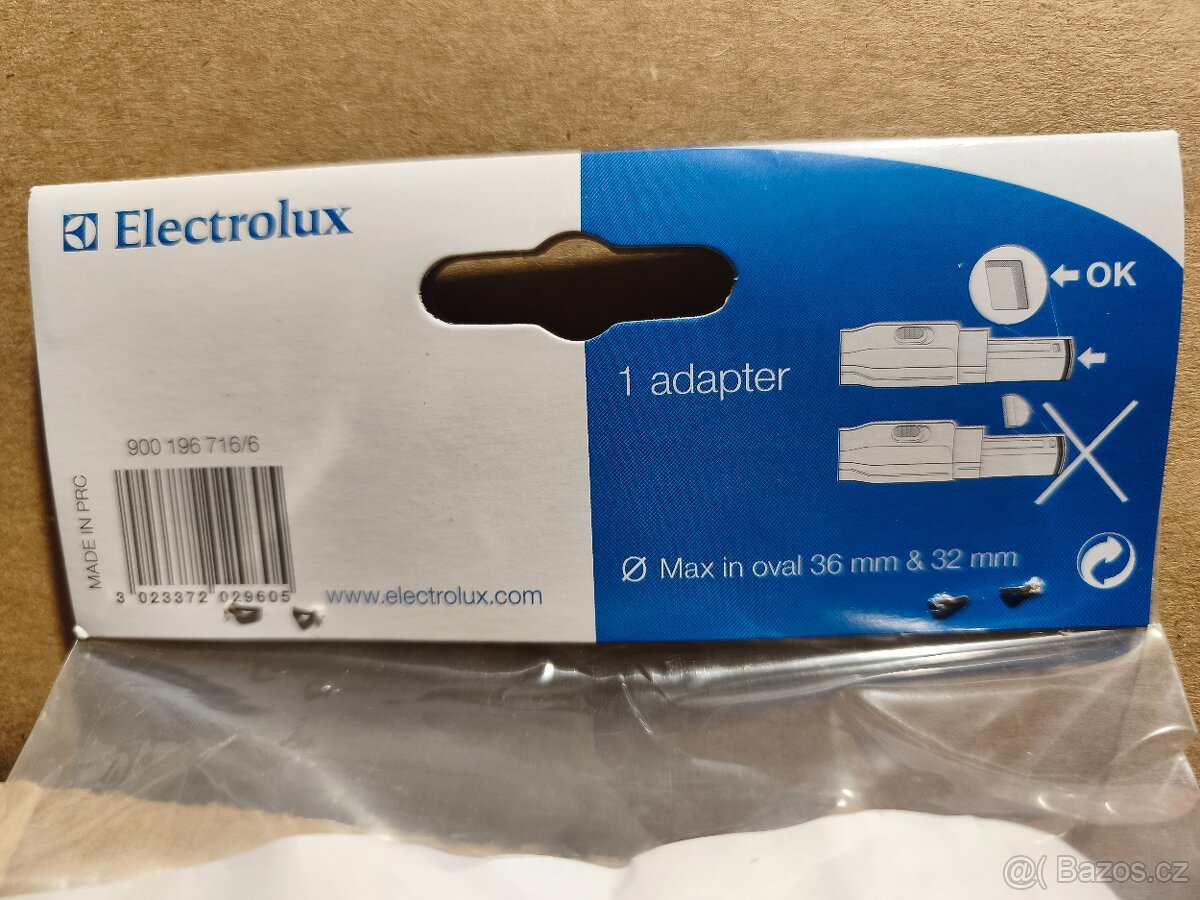 Electrolux
OK
1 adapter
900 196 716/6
MADE IN PRC
3 023372 029605
www.electrolux.com
Ø Max in oval 36 mm & 32 mm
@( Bazos.cz